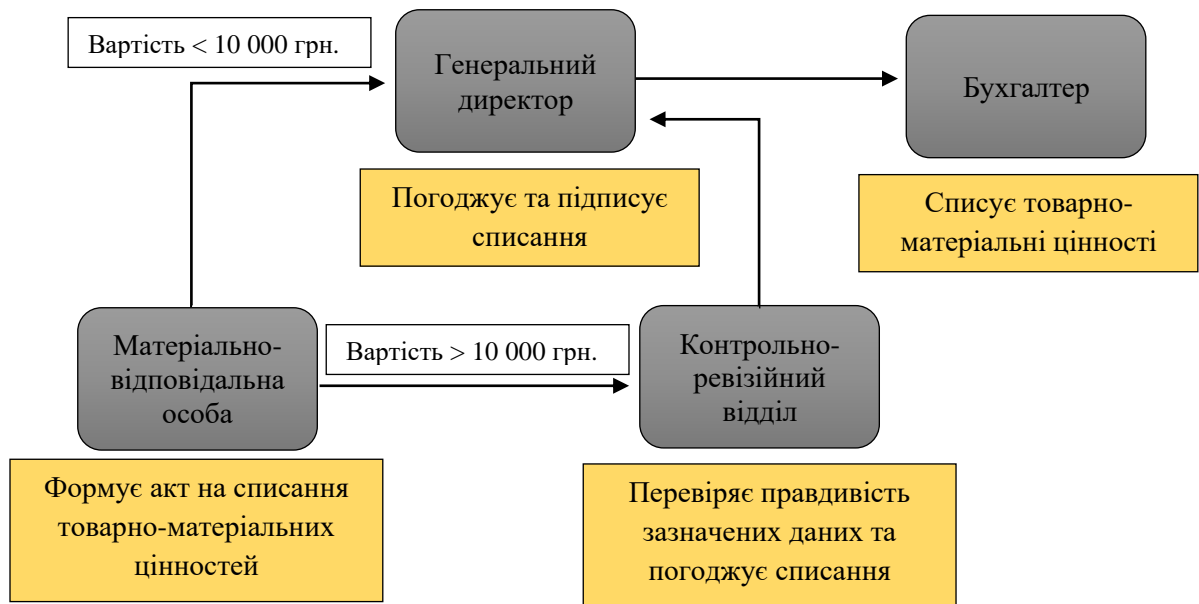 Вартість < 10 000 грн.
Генеральний
директор
Бухгалтер
Погоджує та підписує
списання
Списує товарно-
матеріальні цінності
Матеріально-
відповідальна
особа
Вартість > 10 000 грн.
Контрольно-
ревізійний
відділ
Формує акт на списання
товарно-матеріальних
цінностей
Перевіряє правдивість
зазначених даних та
погоджує списання